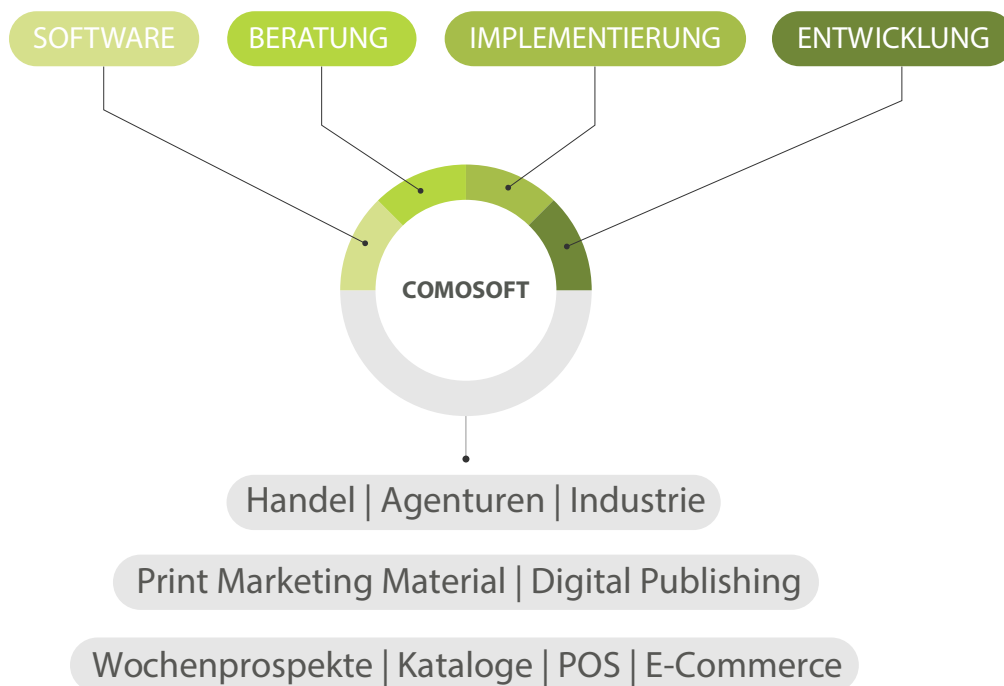 SOFTWARE BERATUNG IMPLEMENTIERUNG ENTWICKLUNG
COMOSOFT
Handel | Agenturen | Industrie
Print Marketing Material | Digital Publishing
Wochenprospekte | Kataloge | POS | E-Commerce